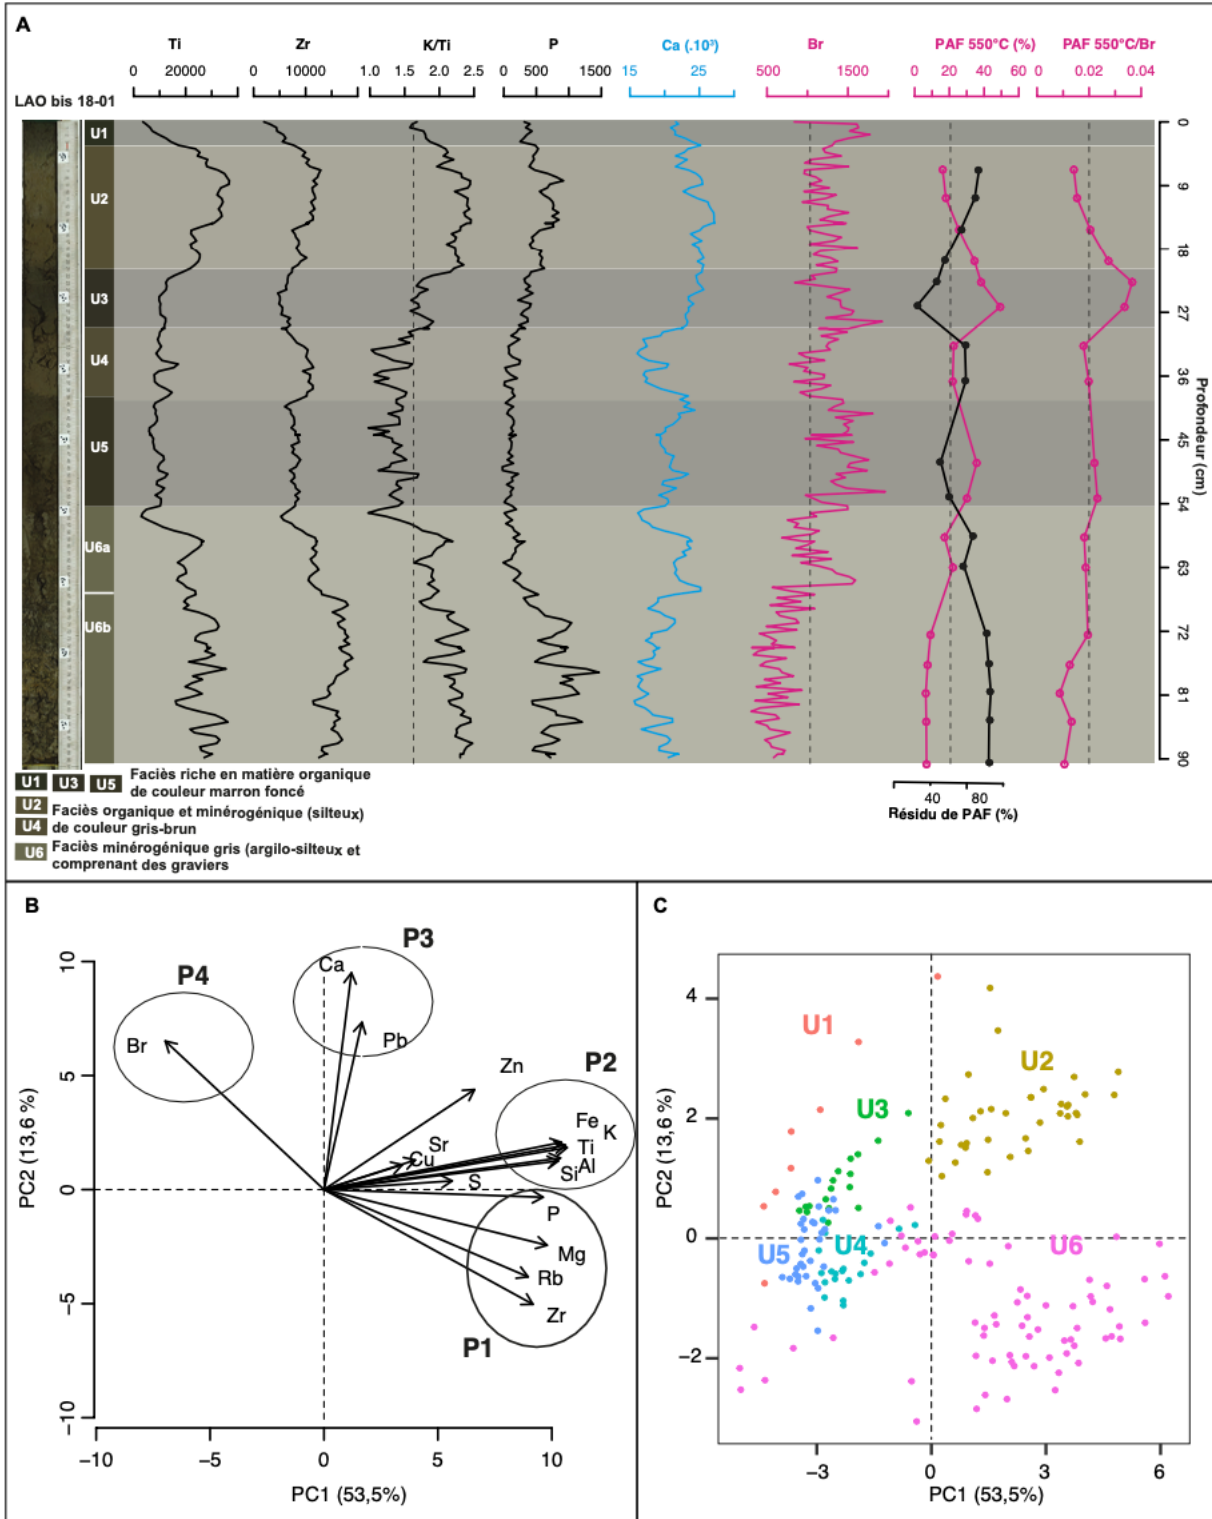 A
Ti Zr K/Ti P Ca (.10³) Br PAF 550°C (%) PAF 550°C/Br
0 20000 0 10000 1.0 1.5 2.0 2.5 0 500 1500 15 25 500 1500 0 20 40 60 0 0.02 0.04
LAO bis 18-01
U1
U2
U3
U4
U5
U6a
U6b
0
9
18
27
36
45
54
63
72
81
90
Profondeur (cm)
40 80
Résidu de PAF (%)
U1 U3 U5 Faciès riche en matière organique
de couleur marron foncé
U2 Faciès organique et minérogénique (silteux)
U4 de couleur gris-brun
U6 Faciès minérogénique gris (argilo-silteux et
comprenant des graviers
B
P3
P4
Ca
Br
Pb
Zn
P2
Fe
K
Ti
Sr
Cu
Al
Si
S
P
Mg
Rb
Zr
P1
10
5
0
−5
−10
PC2 (13,6 %)
−10 −5 0 5 10
PC1 (53,5%)
C
U1
U2
U3
U4
U5
U6
4
2
0
−2
PC2 (13,6 %)
−3 0 3 6
PC1 (53,5%)